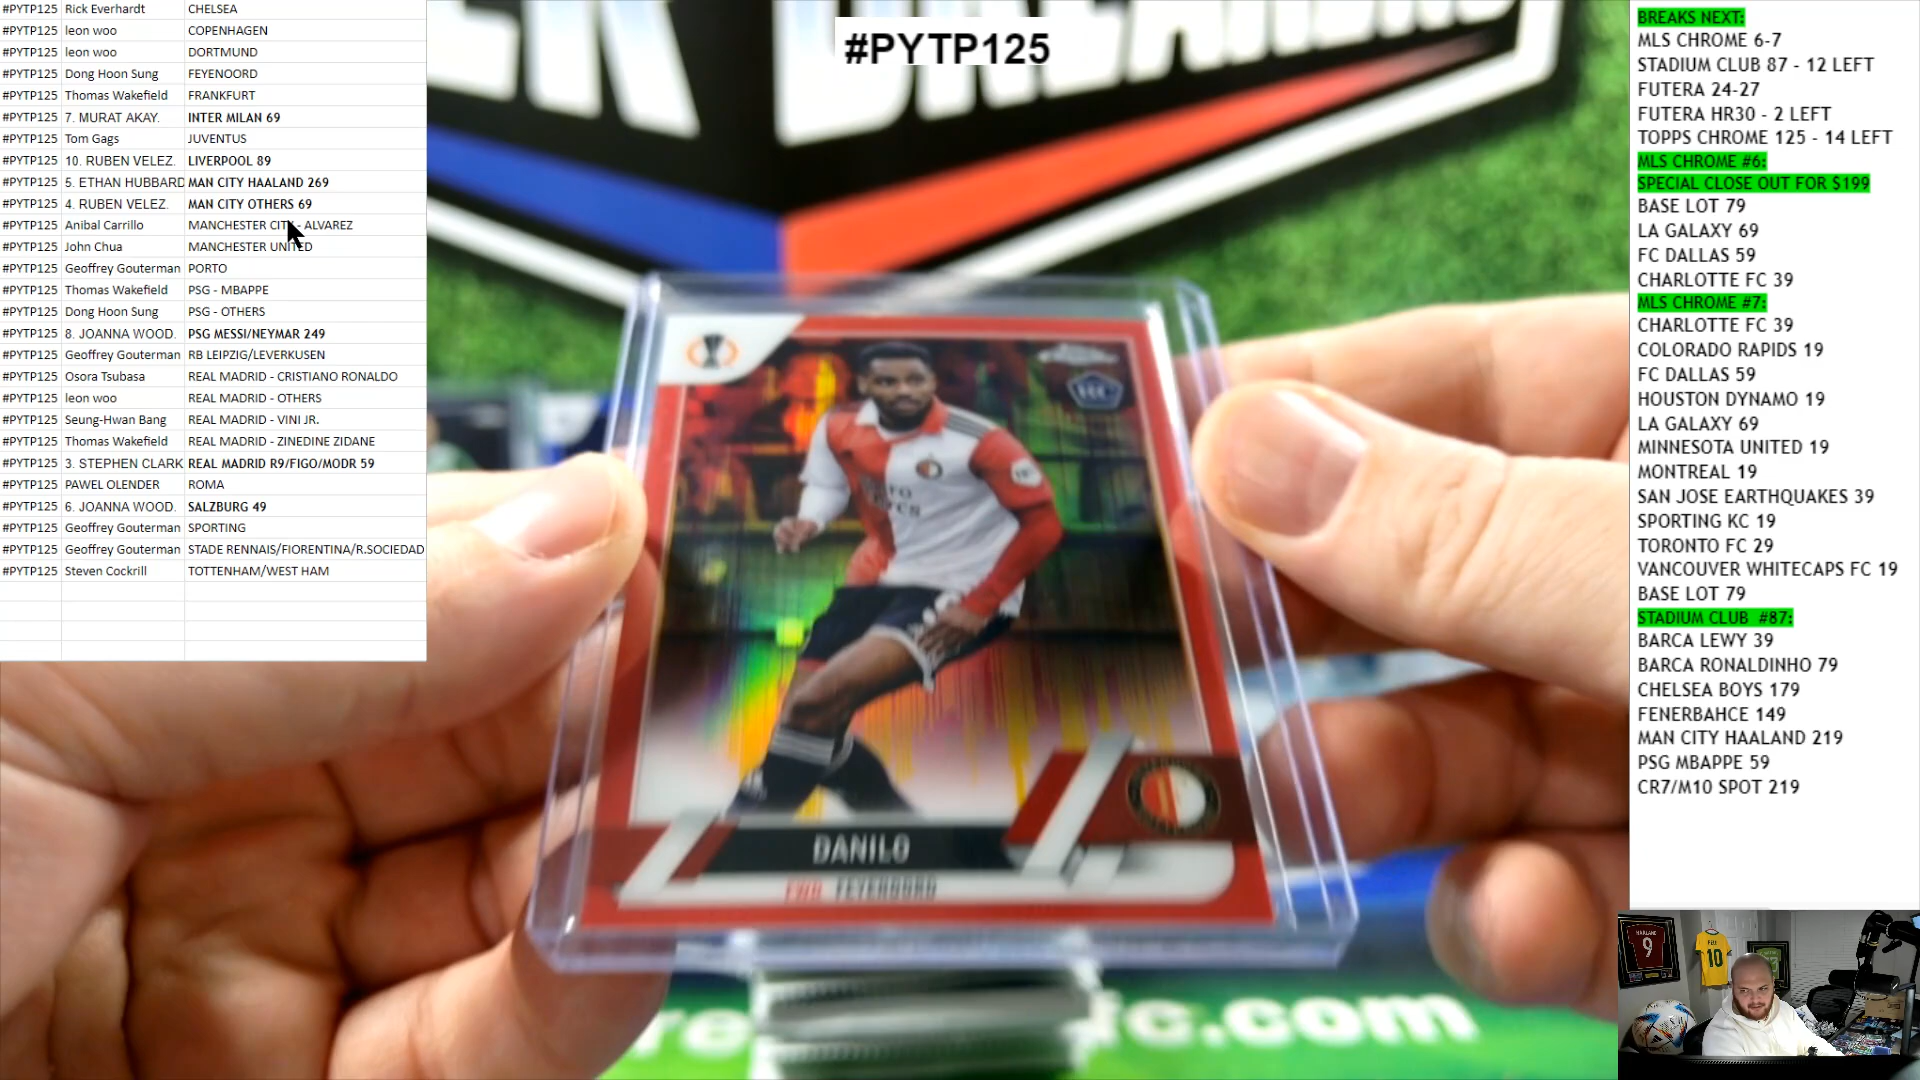 #PYTP125 Rick Everhardt CHELSEA
#PYTP125 leon woo COPENHAGEN
#PYTP125 leon woo DORTMUND
#PYTP125 Dong Hoon Sung FEYENOORD
#PYTP125 Thomas Wakefield FRANKFURT
#PYTP125 7. MURAT AKAY. INTER MILAN 69
#PYTP125 Tom Gags JUVENTUS
#PYTP125 10. RUBEN VELEZ. LIVERPOOL 89
#PYTP125 5. ETHAN HUBBARD MAN CITY HAALAND 269
#PYTP125 4. RUBEN VELEZ. MAN CITY OTHERS 69
#PYTP125 Anibal Carrillo MANCHESTER CITY - ALVAREZ
#PYTP125 John Chua MANCHESTER UNITED
#PYTP125 Geoffrey Gouterman PORTO
#PYTP125 Thomas Wakefield PSG - MBAPPE
#PYTP125 Dong Hoon Sung PSG - OTHERS
#PYTP125 8. JOANNA WOOD. PSG MESSI/NEYMAR 249
#PYTP125 Geoffrey Gouterman RB LEIPZIG/LEVERKUSEN
#PYTP125 Osora Tsubasa REAL MADRID - CRISTIANO RONALDO
#PYTP125 leon woo REAL MADRID - OTHERS
#PYTP125 Seung-Hwan Bang REAL MADRID - VINI JR.
#PYTP125 Thomas Wakefield REAL MADRID - ZINEDINE ZIDANE
#PYTP125 3. STEPHEN CLARK REAL MADRID R9/FIGO/MODR 59
#PYTP125 PAWEL OLENDER ROMA
#PYTP125 6. JOANNA WOOD. SALZBURG 49
#PYTP125 Geoffrey Gouterman SPORTING
#PYTP125 Geoffrey Gouterman STADE RENNAIS/FIORENTINA/R.SOCIEDAD
#PYTP125 Steven Cockrill TOTTENHAM/WEST HAM
#PYTP125
RC
DANILO
FWD FEYENOORD
fc.com
BREAKS NEXT:
MLS CHROME 6-7
STADIUM CLUB 87 - 12 LEFT
FUTERA 24-27
FUTERA HR30 - 2 LEFT
TOPPS CHROME 125 - 14 LEFT
MLS CHROME #6:
SPECIAL CLOSE OUT FOR $199
BASE LOT 79
LA GALAXY 69
FC DALLAS 59
CHARLOTTE FC 39
MLS CHROME #7:
CHARLOTTE FC 39
COLORADO RAPIDS 19
FC DALLAS 59
HOUSTON DYNAMO 19
LA GALAXY 69
MINNESOTA UNITED 19
MONTREAL 19
SAN JOSE EARTHQUAKES 39
SPORTING KC 19
TORONTO FC 29
VANCOUVER WHITECAPS FC 19
BASE LOT 79
STADIUM CLUB #87:
BARCA LEWY 39
BARCA RONALDINHO 79
CHELSEA BOYS 179
FENERBAHCE 149
MAN CITY HAALAND 219
PSG MBAPPE 59
CR7/M10 SPOT 219
HAALAND
9
10